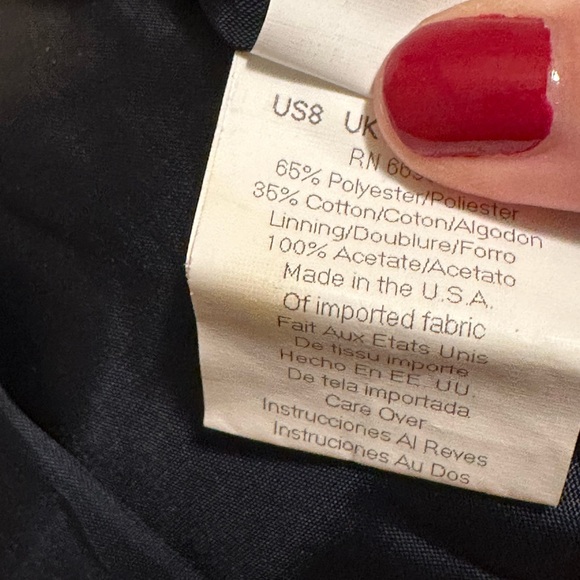 US8 UK
RN 66
65% Polyester/Poliester
35% Cotton/Coton/Algodon
Linning/Doublure/Forro
100% Acetate/Acetato
Made in the U.S.A.
Of imported fabric
Fait Aux Etats Unis
De tissu importe
Hecho En EE. UU.
De tela importada
Care Over
Instrucciones Al Reves
Instruciones Au Dos